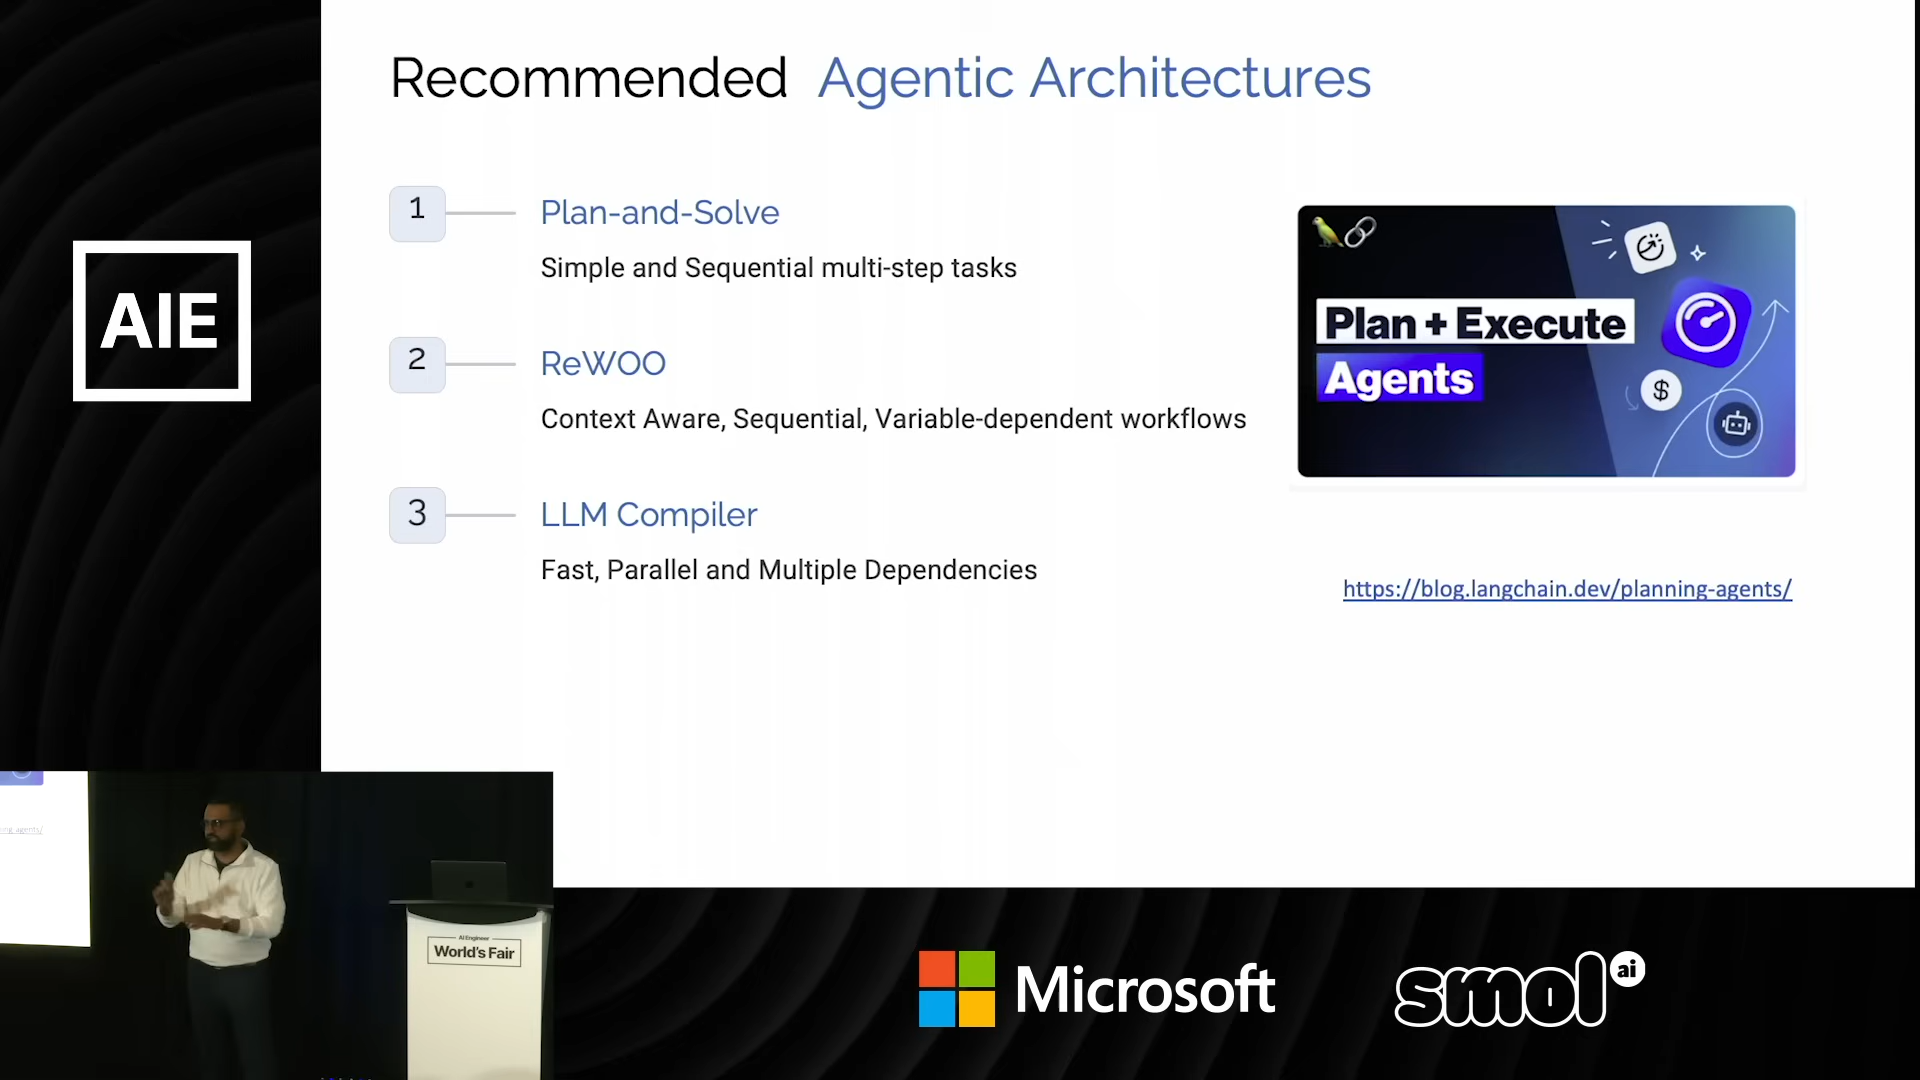 Recommended Agentic Architectures
AIE
1
Plan-and-Solve
Simple and Sequential multi-step tasks
2
ReWOO
Context Aware, Sequential, Variable-dependent workflows
3
LLM Compiler
Fast, Parallel and Multiple Dependencies
Plan + Execute
Agents
$
https://blog.langchain.dev/planning-agents/
AI Engineer
World's Fair
Microsoft
smol ai